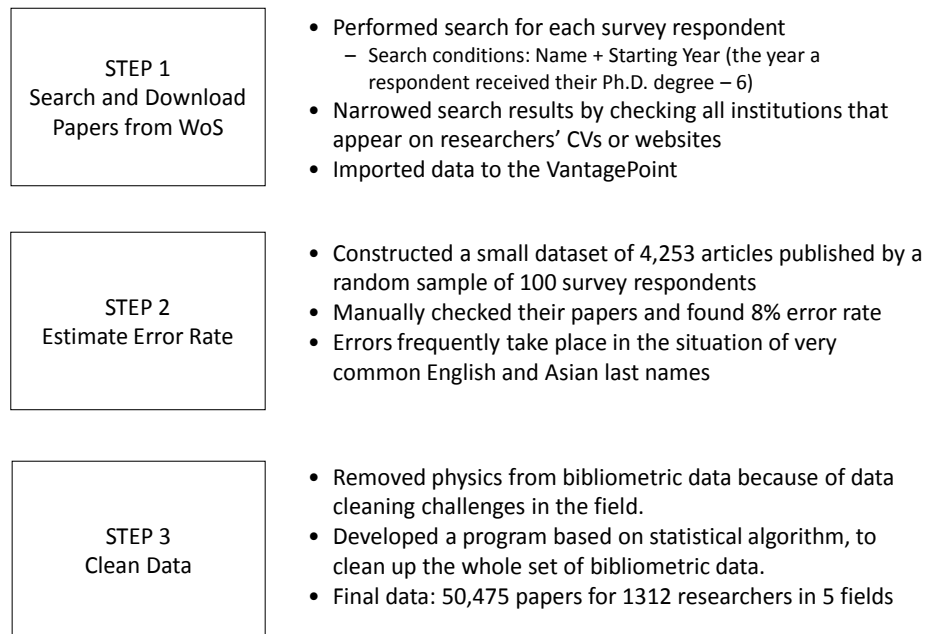 STEP 1
Search and Download
Papers from WoS
• Performed search for each survey respondent
– Search conditions: Name + Starting Year (the year a
respondent received their Ph.D. degree – 6)
• Narrowed search results by checking all institutions that
appear on researchers’ CVs or websites
• Imported data to the VantagePoint
STEP 2
Estimate Error Rate
• Constructed a small dataset of 4,253 articles published by a
random sample of 100 survey respondents
• Manually checked their papers and found 8% error rate
• Errors frequently take place in the situation of very
common English and Asian last names
STEP 3
Clean Data
• Removed physics from bibliometric data because of data
cleaning challenges in the field.
• Developed a program based on statistical algorithm, to
clean up the whole set of bibliometric data.
• Final data: 50,475 papers for 1312 researchers in 5 fields